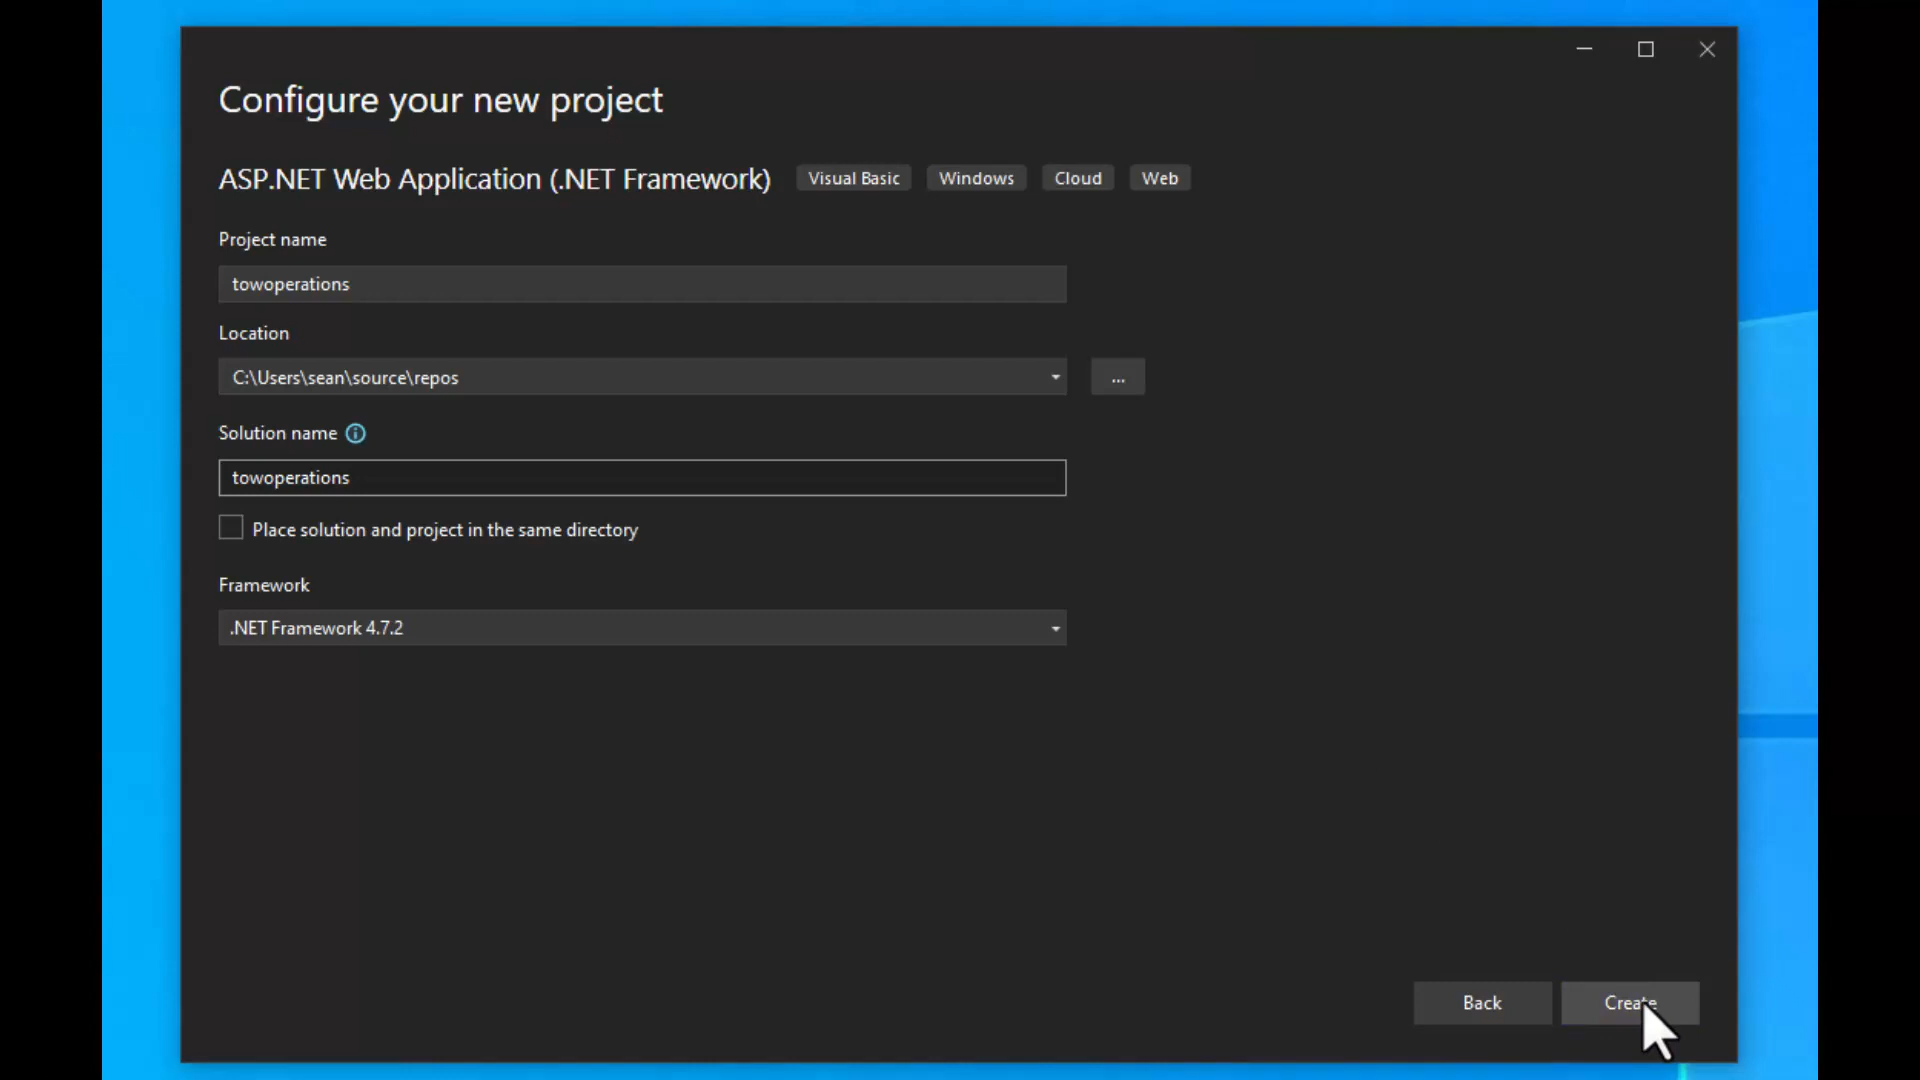 Configure your new project
ASP.NET Web Application (.NET Framework) Visual Basic Windows Cloud Web
Project name
towoperations
Location
C:\Users\sean\source\repos
...
Solution name
towoperations
Place solution and project in the same directory
Framework
.NET Framework 4.7.2
Back Create